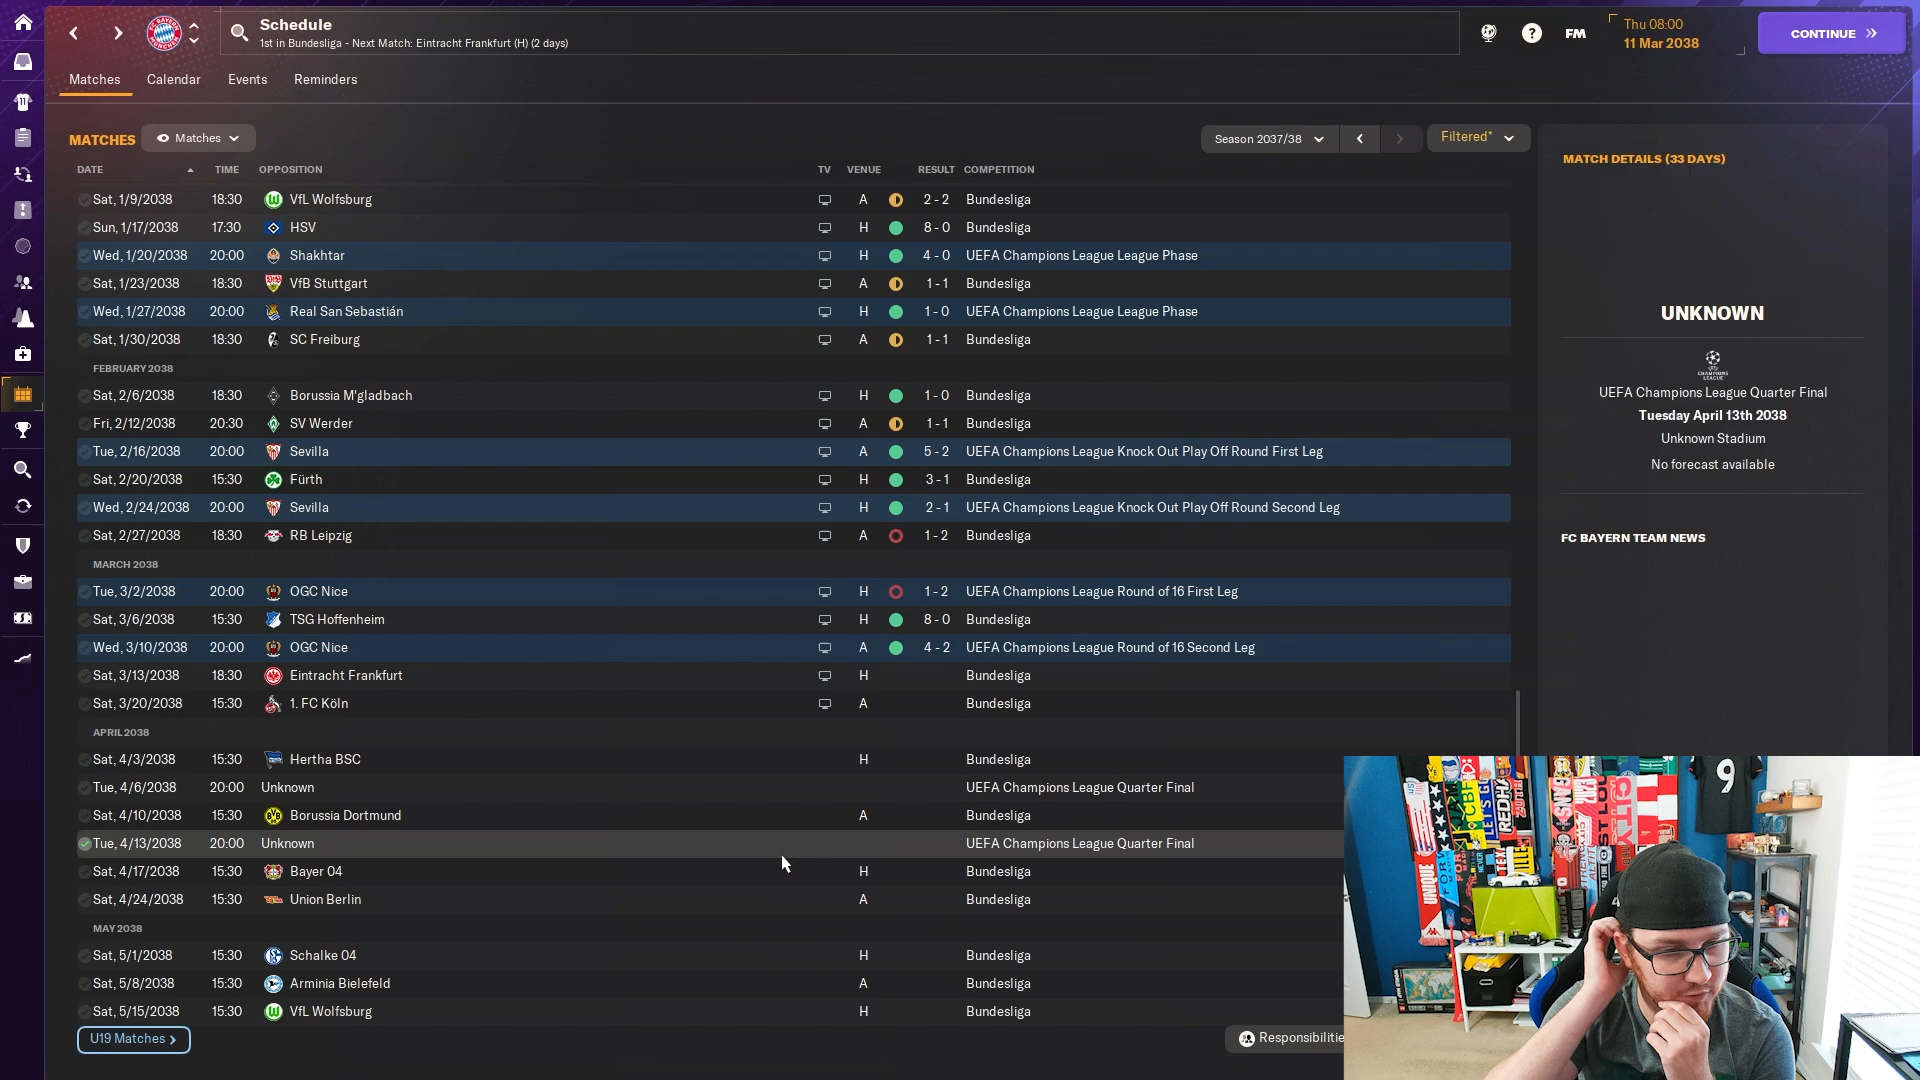 Schedule
1st in Bundesliga - Next Match: Eintracht Frankfurt (H) (2 days)
FM
Thu 08:00
11 Mar 2038
CONTINUE
Matches Calendar Events Reminders
MATCHES Matches Season 2037/38 Filtered*
DATE TIME OPPOSITION TV VENUE RESULT COMPETITION
Sat, 1/9/2038 18:30 VfL Wolfsburg A 2 - 2 Bundesliga
Sun, 1/17/2038 17:30 HSV H 8 - 0 Bundesliga
Wed, 1/20/2038 20:00 Shakhtar H 4 - 0 UEFA Champions League League Phase
Sat, 1/23/2038 18:30 VfB Stuttgart A 1 - 1 Bundesliga
Wed, 1/27/2038 20:00 Real San Sebastián H 1 - 0 UEFA Champions League League Phase
Sat, 1/30/2038 18:30 SC Freiburg A 1 - 1 Bundesliga
FEBRUARY 2038
Sat, 2/6/2038 18:30 Borussia M'gladbach H 1 - 0 Bundesliga
Fri, 2/12/2038 20:30 SV Werder A 1 - 1 Bundesliga
Tue, 2/16/2038 20:00 Sevilla A 5 - 2 UEFA Champions League Knock Out Play Off Round First Leg
Sat, 2/20/2038 15:30 Fürth H 3 - 1 Bundesliga
Wed, 2/24/2038 20:00 Sevilla H 2 - 1 UEFA Champions League Knock Out Play Off Round Second Leg
Sat, 2/27/2038 18:30 RB Leipzig A 1 - 2 Bundesliga
MARCH 2038
Tue, 3/2/2038 20:00 OGC Nice H 1 - 2 UEFA Champions League Round of 16 First Leg
Sat, 3/6/2038 15:30 TSG Hoffenheim H 8 - 0 Bundesliga
Wed, 3/10/2038 20:00 OGC Nice A 4 - 2 UEFA Champions League Round of 16 Second Leg
Sat, 3/13/2038 18:30 Eintracht Frankfurt H Bundesliga
Sat, 3/20/2038 15:30 1. FC Köln A Bundesliga
APRIL 2038
Sat, 4/3/2038 15:30 Hertha BSC H Bundesliga
Tue, 4/6/2038 20:00 Unknown UEFA Champions League Quarter Final
Sat, 4/10/2038 15:30 Borussia Dortmund A Bundesliga
Tue, 4/13/2038 20:00 Unknown UEFA Champions League Quarter Final
Sat, 4/17/2038 15:30 Bayer 04 H Bundesliga
Sat, 4/24/2038 15:30 Union Berlin A Bundesliga
MAY 2038
Sat, 5/1/2038 15:30 Schalke 04 H Bundesliga
Sat, 5/8/2038 15:30 Arminia Bielefeld A Bundesliga
Sat, 5/15/2038 15:30 VfL Wolfsburg H Bundesliga
U19 Matches
Responsibilitie
MATCH DETAILS (33 DAYS)
UNKNOWN
CHAMPIONS LEAGUE
UEFA Champions League Quarter Final
Tuesday April 13th 2038
Unknown Stadium
No forecast available
FC BAYERN TEAM NEWS
9
UNIQUE
CITY